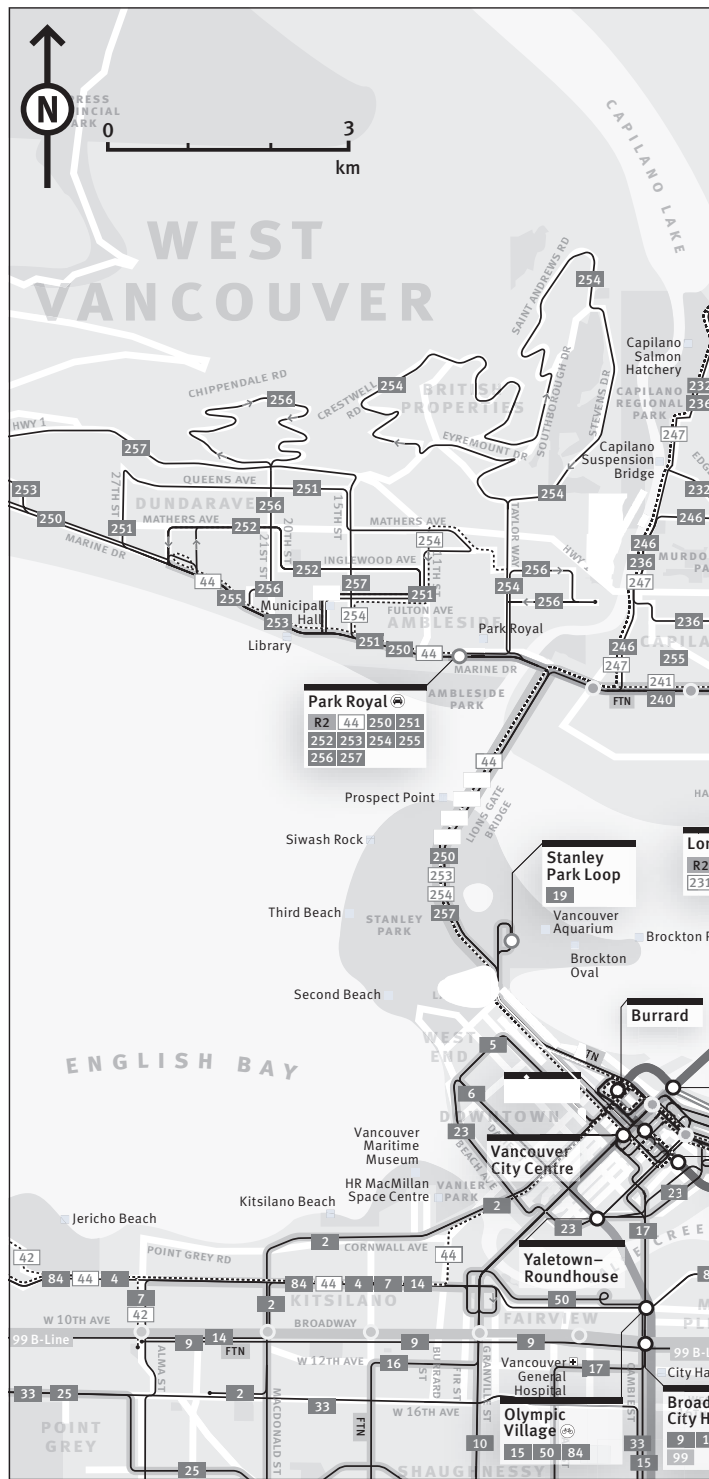 N
0
3
km
CAPILANO LAKE
WEST
VANCOUVER
SAINT ANDREWS RD
254
Capilano
Salmon
Hatchery
232
236
CAPILANO
REGIONAL
PARK
CHIPPENDALE RD
256
CRESTWELL
RD
254
BRITISH
PROPERTIES
SOUTHBOROUGH DR
STEVENS DR
EYREMOUNT DR
247
HWY 1
257
Capilano
Suspension
Bridge
253
250
27TH ST
QUEENS AVE
251
254
232
DUNDARAVE
256
15TH ST
TAYLOR WAY
246
MATHERS AVE
252
20TH ST
MATHERS AVE
251
MARINE DR
21ST ST
254
11TH ST
HWY
246
236
247
INGLEWOOD AVE
252
256
44
256
257
254
255
251
256
Municipal
Hall
254
FULTON AVE
AMBLESIDE
236
253
Library
251
250
44
Park Royal
246
247
255
MARINE DR
241
240
FTN
AMBLESIDE
PARK
Park Royal
R2 44 250 251
252 253 254 255
256 257
44
LIONS GATE
BRIDGE
Prospect Point
Siwash Rock
250
253
254
257
Stanley
Park Loop
19
R2
231
Third Beach
STANLEY
PARK
Vancouver
Aquarium
Brockton
Oval
Second Beach
Burrard
WEST
END
5
ENGLISH BAY
6
DOWNTOWN
23
BEACH AVE
Vancouver
City Centre
Vancouver
Maritime
Museum
HR MacMillan
Space Centre
VANIER
PARK
23
Kitsilano Beach
2
Jericho Beach
23
17
2
CORNWALL AVE
POINT GREY RD
42
44
Yaletown–
Roundhouse
84 44 4
84 44 4 7 14
7
KITSILANO
50
42
2
W 10TH AVE
BROADWAY
FAIRVIEW
99 B-Line
9
14
9
9
FTN
W 12TH AVE
16
Vancouver
General
Hospital
17
ALMA ST
MACDONALD ST
BURRARD
ST
FIR ST
GRANVILLE ST
CAMBIE ST
33 25
2
33
W 16TH AVE
FTN
Olympic
Village
15 50 84
POINT
GREY
10
33
15
99
25
SHAUGHNESSY